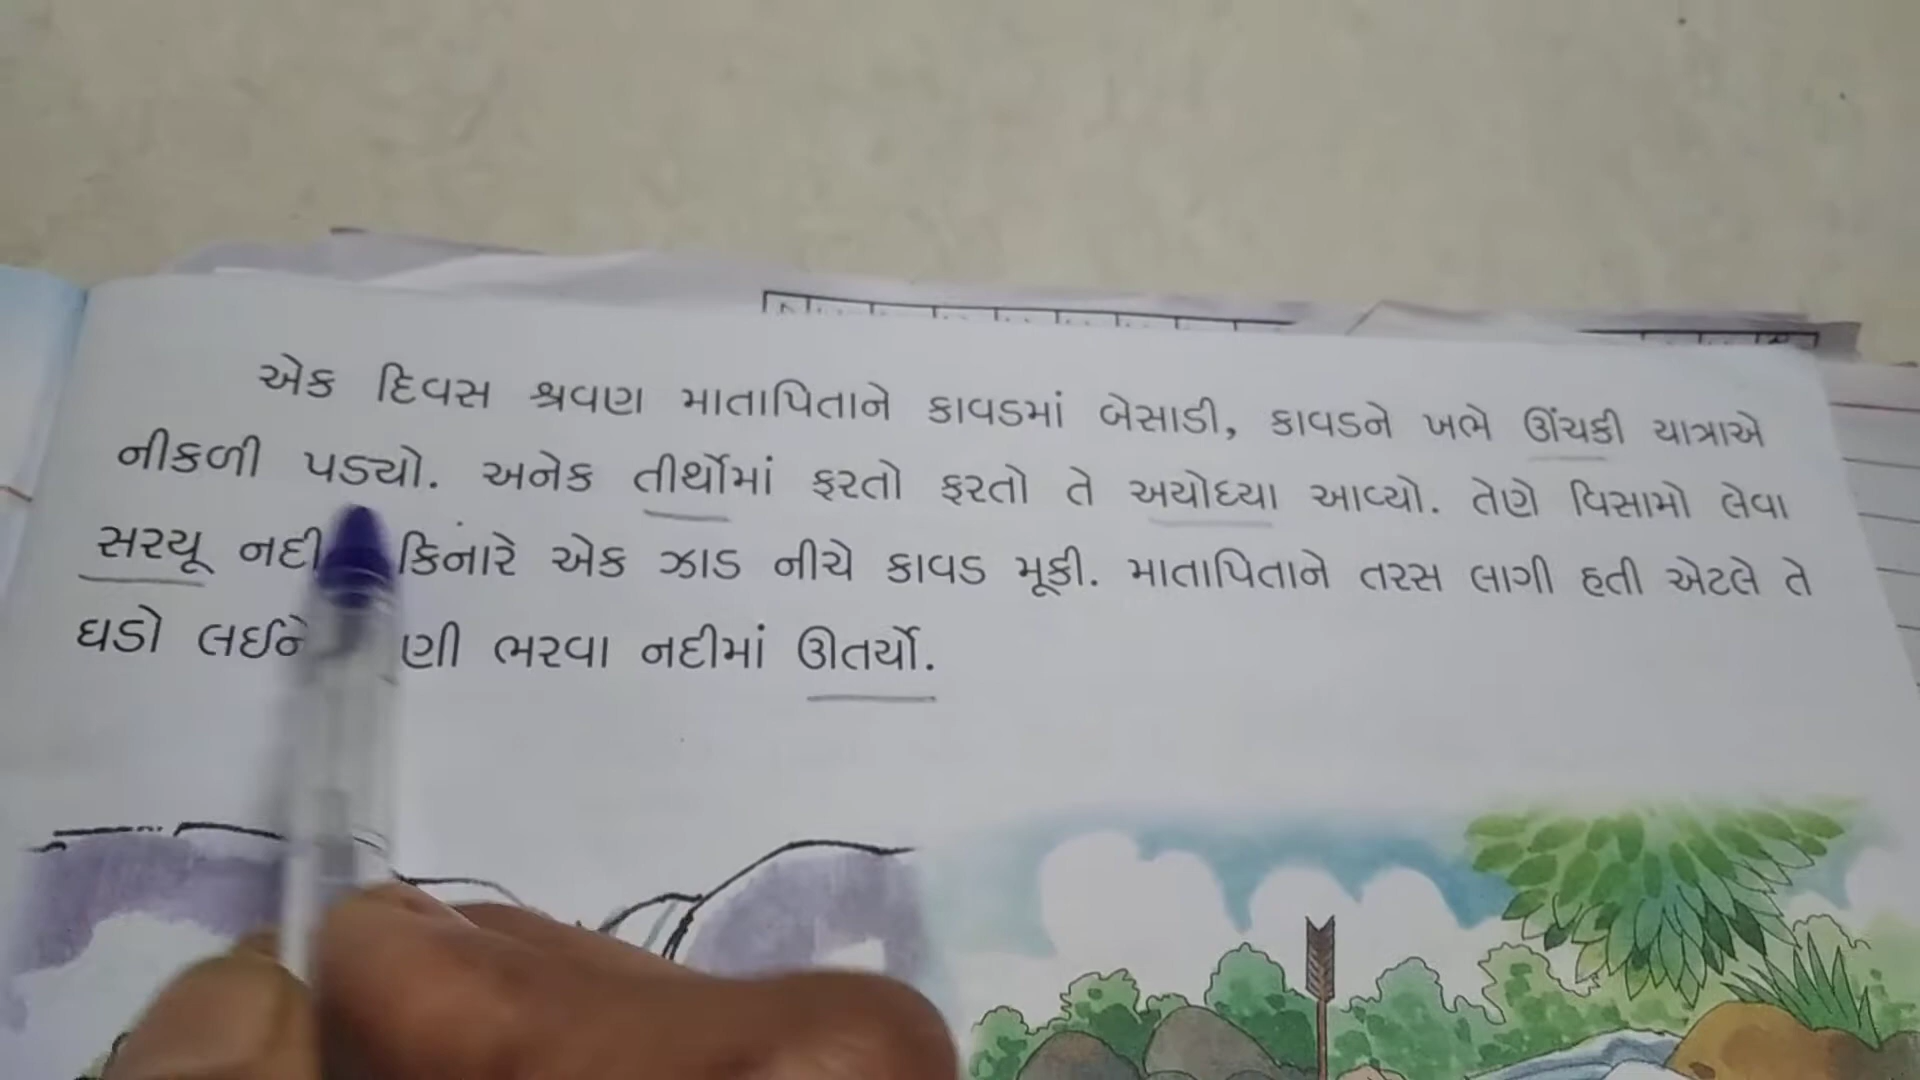 એક દિવસ શ્રવણ માતાપિતાને કાવડમાં બેસાડી, કાવડને ખભે ઊંચકી યાત્રાએ
નીકળી પડ્યો. અનેક તીર્થોમાં ફરતો ફરતો તે અયોધ્યા આવ્યો. તેણે વિસામો લેવા
સરયૂ નદી કિનારે એક ઝાડ નીચે કાવડ મૂકી. માતાપિતાને તરસ લાગી હતી એટલે તે
ઘડો લઈને ભરવા નદીમાં ઊતર્યો.